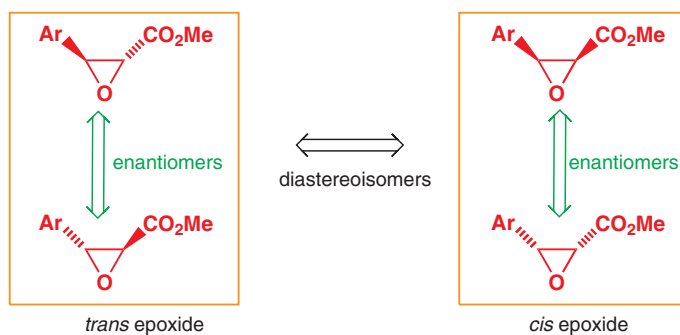 Ar CO2Me Ar CO2Me
O O
enantiomers enantiomers
diastereoisomers
Ar CO2Me Ar CO2Me
O O
trans epoxide cis epoxide